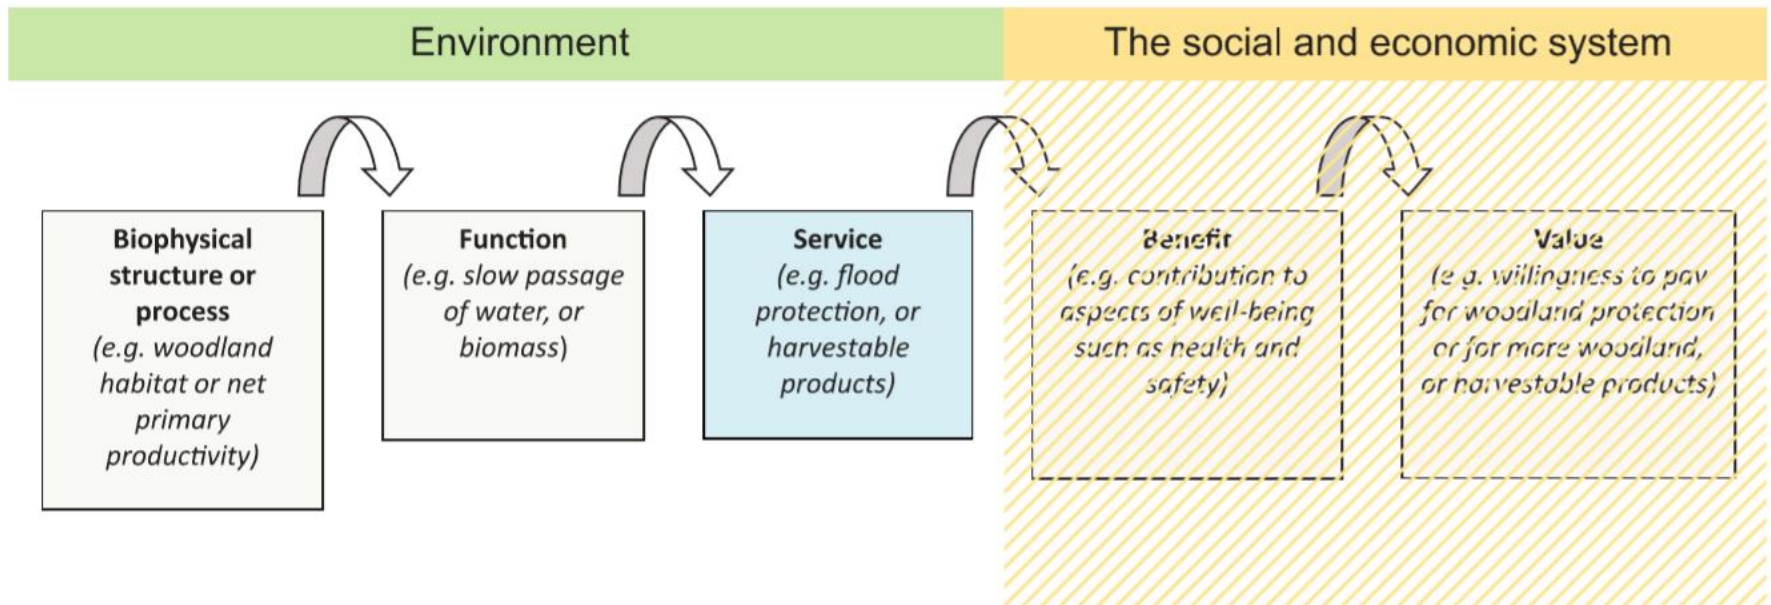 Environment
The social and economic system
Biophysical
structure or
process
(e.g. woodland
habitat or net
primary
productivity)
Function
(e.g. slow passage
of water, or
biomass)
Service
(e.g. flood
protection, or
harvestable
products)
Benefit
(e.g. contribution to
aspects of well-being
such as health and
safety)
Value
(e.g. willingness to pay
for woodland protection
or for more woodland,
or harvestable products)